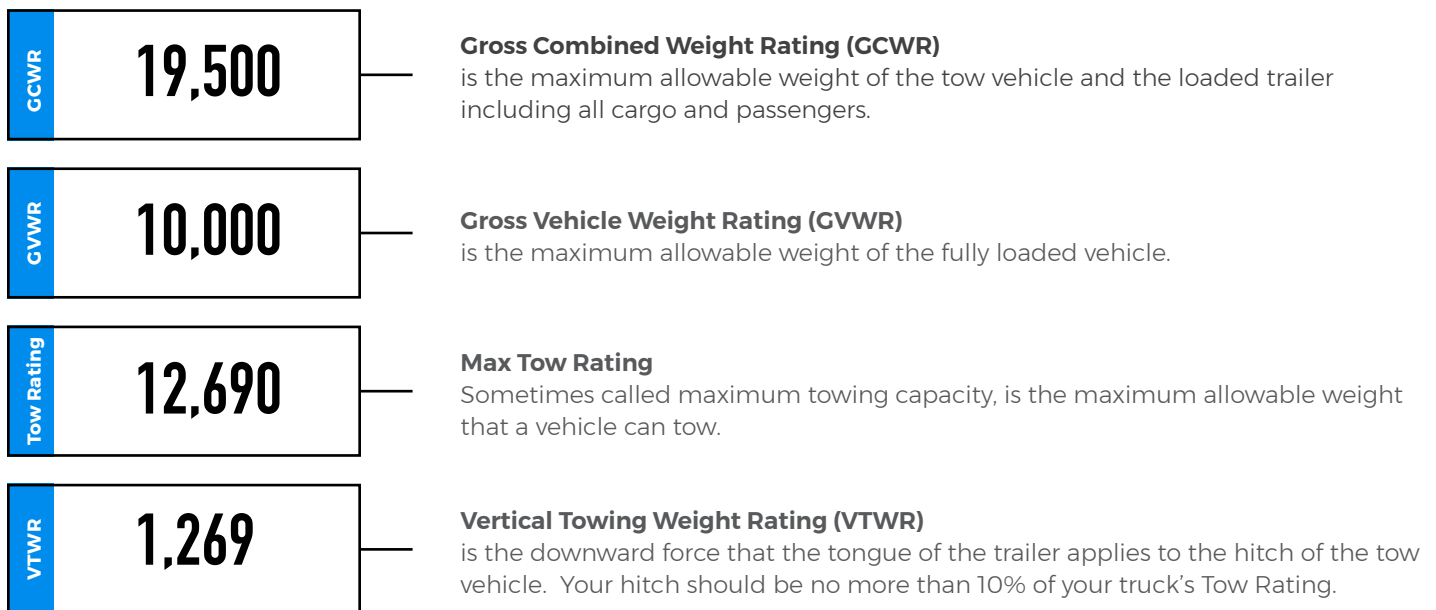 GCWR
19,500
Gross Combined Weight Rating (GCWR)
is the maximum allowable weight of the tow vehicle and the loaded trailer
including all cargo and passengers.
GVWR
10,000
Gross Vehicle Weight Rating (GVWR)
is the maximum allowable weight of the fully loaded vehicle.
Tow Rating
12,690
Max Tow Rating
Sometimes called maximum towing capacity, is the maximum allowable weight
that a vehicle can tow.
VTWR
1,269
Vertical Towing Weight Rating (VTWR)
is the downward force that the tongue of the trailer applies to the hitch of the tow
vehicle.  Your hitch should be no more than 10% of your truck’s Tow Rating.